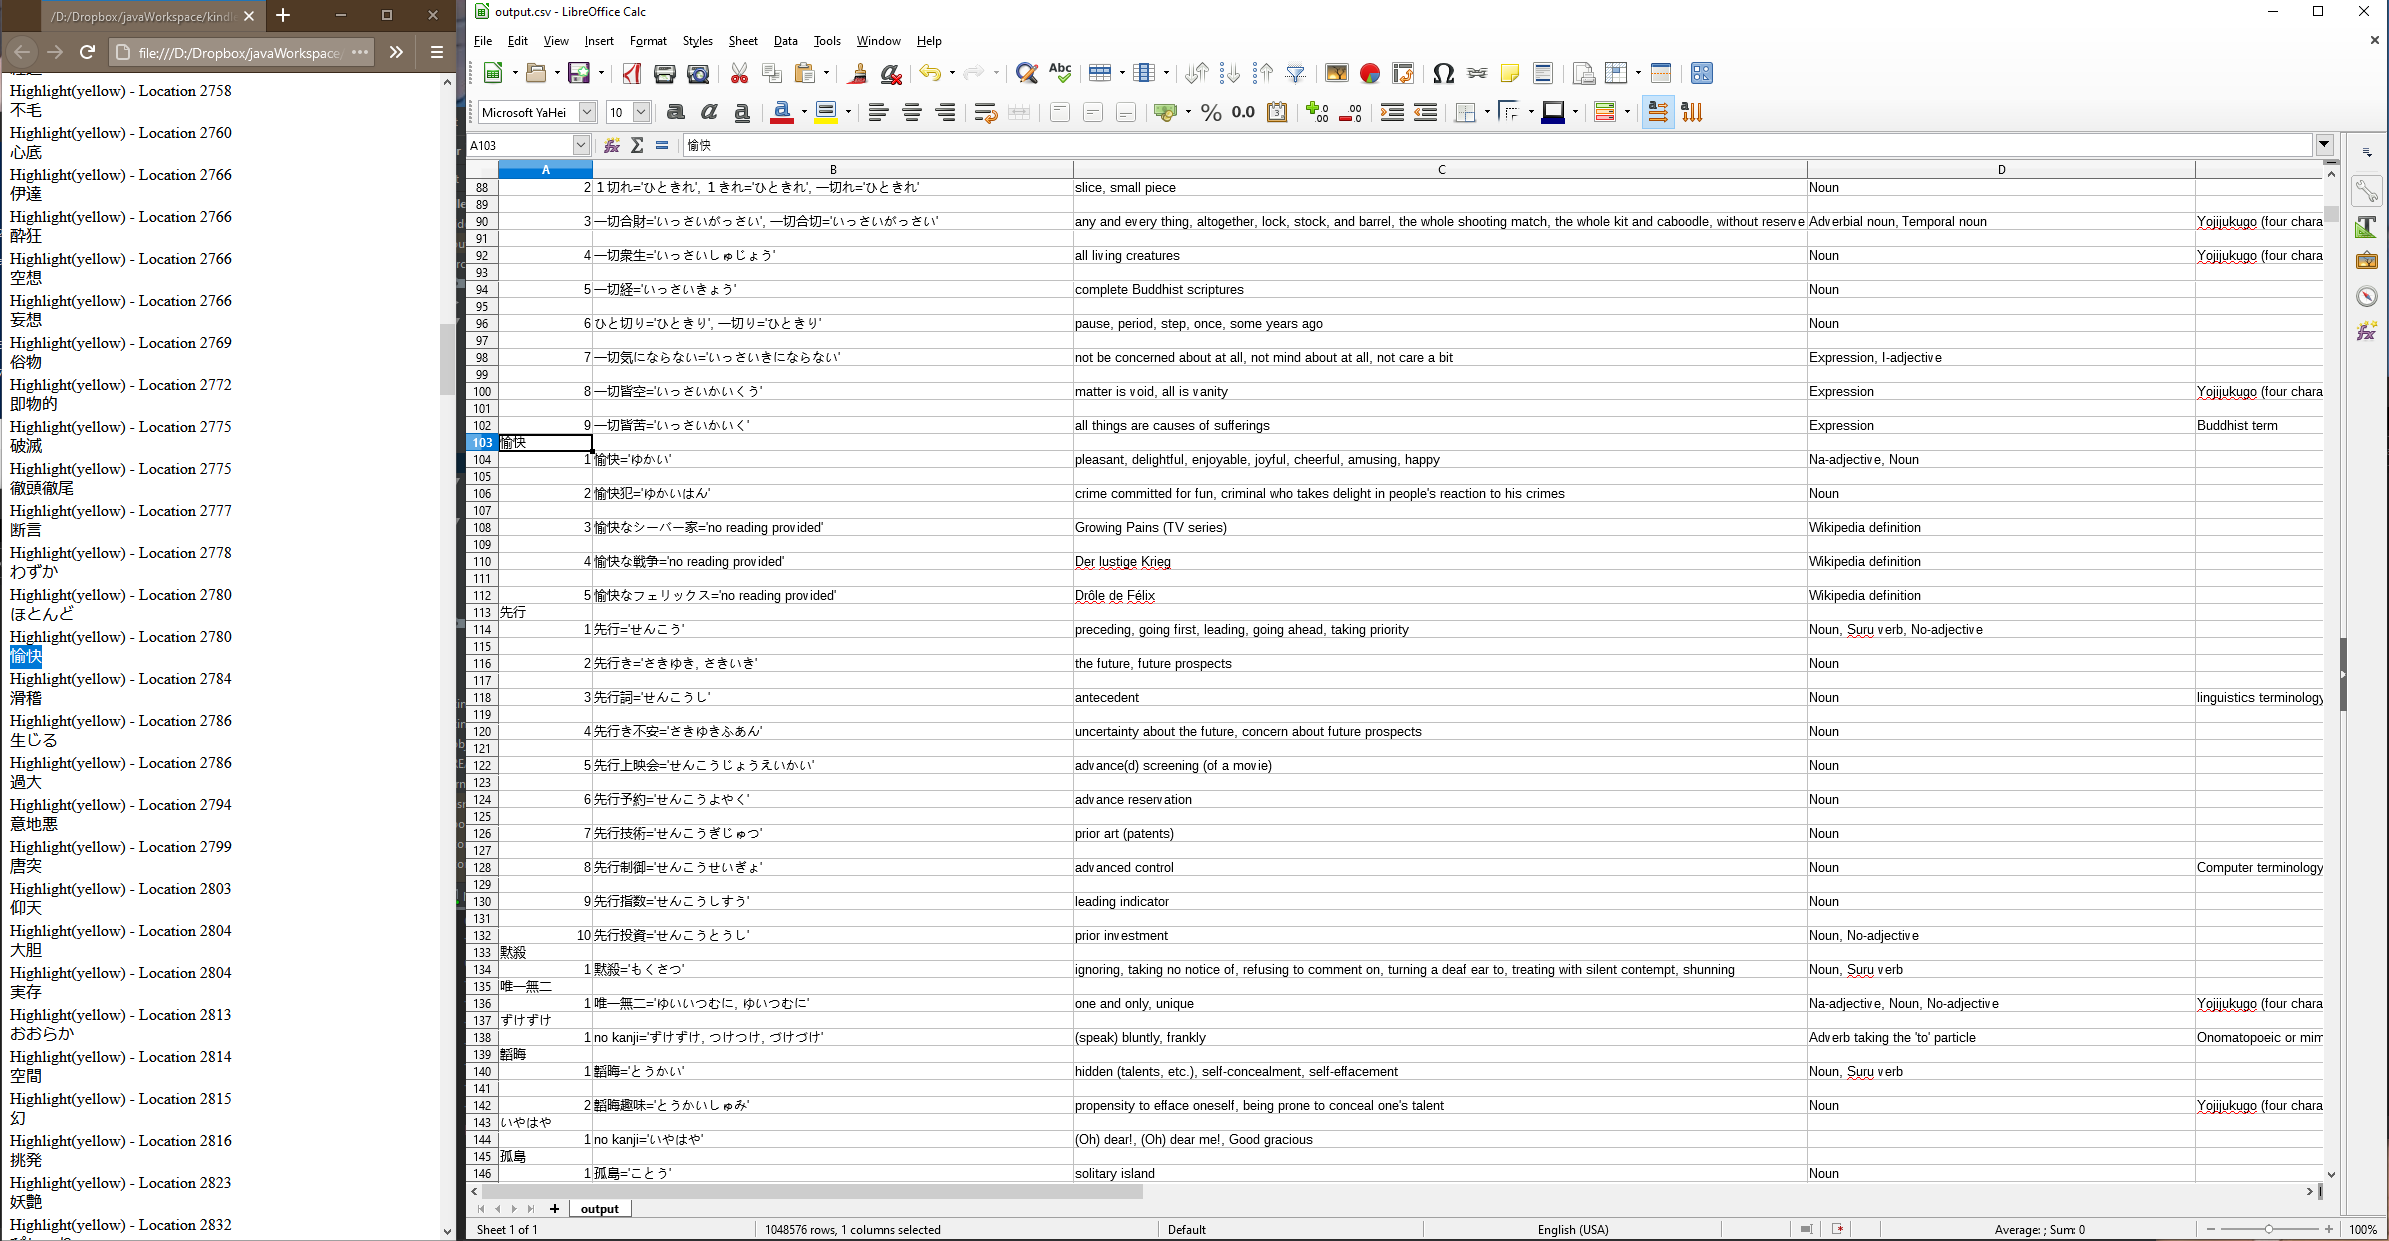 /D:/Dropbox/javaWorkspace/kindle
file:///D:/Dropbox/javaWorkspace/
Highlight(yellow) - Location 2758
不毛
Highlight(yellow) - Location 2760
心底
Highlight(yellow) - Location 2766
伊達
Highlight(yellow) - Location 2766
酔狂
Highlight(yellow) - Location 2766
空想
Highlight(yellow) - Location 2766
妄想
Highlight(yellow) - Location 2769
俗物
Highlight(yellow) - Location 2772
即物的
Highlight(yellow) - Location 2775
破滅
Highlight(yellow) - Location 2775
徹頭徹尾
Highlight(yellow) - Location 2777
断言
Highlight(yellow) - Location 2778
わずか
Highlight(yellow) - Location 2780
ほとんど
Highlight(yellow) - Location 2780
愉快
Highlight(yellow) - Location 2784
滑稽
Highlight(yellow) - Location 2786
生じる
Highlight(yellow) - Location 2786
過大
Highlight(yellow) - Location 2794
意地悪
Highlight(yellow) - Location 2799
唐突
Highlight(yellow) - Location 2803
仰天
Highlight(yellow) - Location 2804
大胆
Highlight(yellow) - Location 2804
実存
Highlight(yellow) - Location 2813
おおらか
Highlight(yellow) - Location 2814
空間
Highlight(yellow) - Location 2815
幻
Highlight(yellow) - Location 2816
挑発
Highlight(yellow) - Location 2823
妖艶
Highlight(yellow) - Location 2832
output.csv - LibreOffice Calc
File Edit View Insert Format Styles Sheet Data Tools Window Help
Microsoft YaHei 10
A103 愉快
A B C D
88 2 １切れ='ひときれ', １きれ='ひときれ', 一切れ='ひときれ' slice, small piece Noun
89
90 3 一切合財='いっさいがっさい', 一切合切='いっさいがっさい' any and every thing, altogether, lock, stock, and barrel, the whole shooting match, the whole kit and caboodle, without reserve Adverbial noun, Temporal noun Yojijukugo (four chara
91
92 4 一切衆生='いっさいしゅじょう' all living creatures Noun Yojijukugo (four chara
93
94 5 一切経='いっさいきょう' complete Buddhist scriptures Noun
95
96 6 ひと切り='ひときり', 一切り='ひときり' pause, period, step, once, some years ago Noun
97
98 7 一切気にならない='いっさいきにならない' not be concerned about at all, not mind about at all, not care a bit Expression, I-adjective
99
100 8 一切皆空='いっさいかいくう' matter is void, all is vanity Expression Yojijukugo (four chara
101
102 9 一切皆苦='いっさいかいく' all things are causes of sufferings Expression Buddhist term
103 愉快
104 1 愉快='ゆかい' pleasant, delightful, enjoyable, joyful, cheerful, amusing, happy Na-adjective, Noun
105
106 2 愉快犯='ゆかいはん' crime committed for fun, criminal who takes delight in people's reaction to his crimes Noun
107
108 3 愉快なシーバー家='no reading provided' Growing Pains (TV series) Wikipedia definition
109
110 4 愉快な戦争='no reading provided' Der lustige Krieg Wikipedia definition
111
112 5 愉快なフェリックス='no reading provided' Drôle de Félix Wikipedia definition
113 先行
114 1 先行='せんこう' preceding, going first, leading, going ahead, taking priority Noun, Suru verb, No-adjective
115
116 2 先行き='さきゆき, さきいき' the future, future prospects Noun
117
118 3 先行詞='せんこうし' antecedent Noun linguistics terminology
119
120 4 先行き不安='さきゆきふあん' uncertainty about the future, concern about future prospects Noun
121
122 5 先行上映会='せんこうじょうえいかい' advance(d) screening (of a movie) Noun
123
124 6 先行予約='せんこうよやく' advance reservation Noun
125
126 7 先行技術='せんこうぎじゅつ' prior art (patents) Noun
127
128 8 先行制御='せんこうせいぎょ' advanced control Noun Computer terminology
129
130 9 先行指数='せんこうしすう' leading indicator Noun
131
132 10 先行投資='せんこうとうし' prior investment Noun, No-adjective
133 黙殺
134 1 黙殺='もくさつ' ignoring, taking no notice of, refusing to comment on, turning a deaf ear to, treating with silent contempt, shunning Noun, Suru verb
135 唯一無二
136 1 唯一無二='ゆいいつむに, ゆいつむに' one and only, unique Na-adjective, Noun, No-adjective Yojijukugo (four chara
137 ずけずけ
138 1 no kanji='ずけずけ, つけつけ, づけづけ' (speak) bluntly, frankly Adverb taking the 'to' particle Onomatopoeic or mim
139 韜晦
140 1 韜晦='とうかい' hidden (talents, etc.), self-concealment, self-effacement Noun, Suru verb
141
142 2 韜晦趣味='とうかいしゅみ' propensity to efface oneself, being prone to conceal one's talent Noun Yojijukugo (four chara
143 いやはや
144 1 no kanji='いやはや' (Oh) dear!, (Oh) dear me!, Good gracious
145 孤島
146 1 孤島='ことう' solitary island Noun
output
Sheet 1 of 1 1048576 rows, 1 columns selected Default English (USA) Average: ; Sum: 0 100%